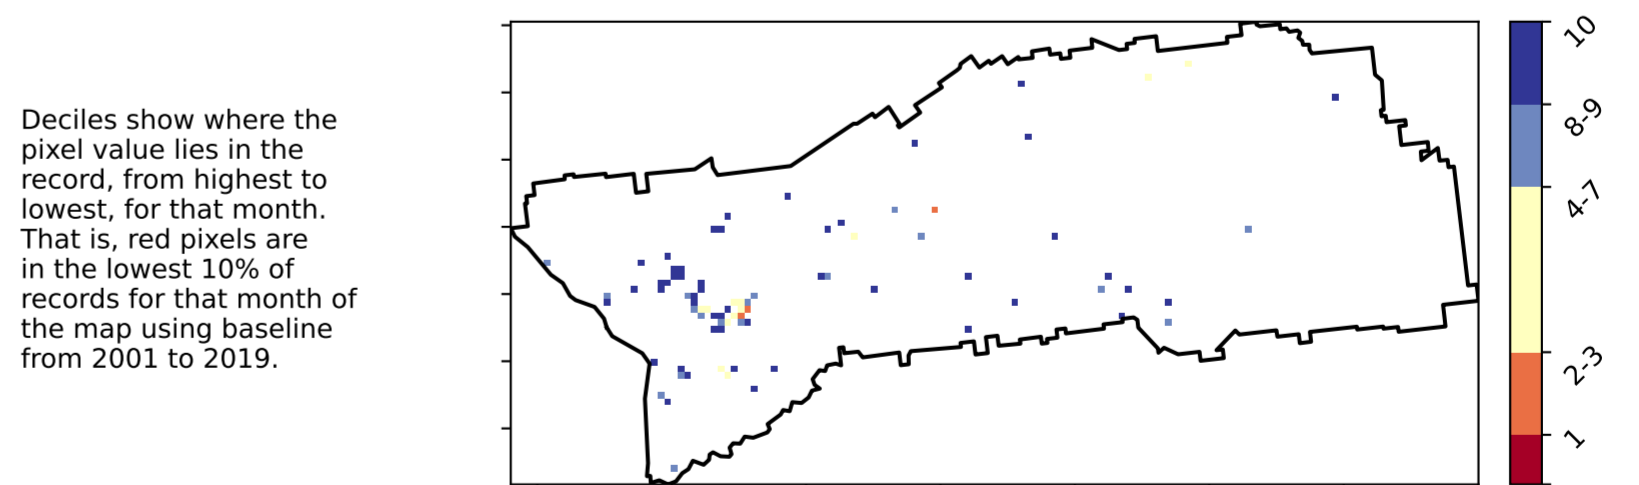 Deciles show where the
pixel value lies in the
record, from highest to
lowest, for that month.
That is, red pixels are
in the lowest 10% of
records for that month of
the map using baseline
from 2001 to 2019.
10
8-9
4-7
2-3
1